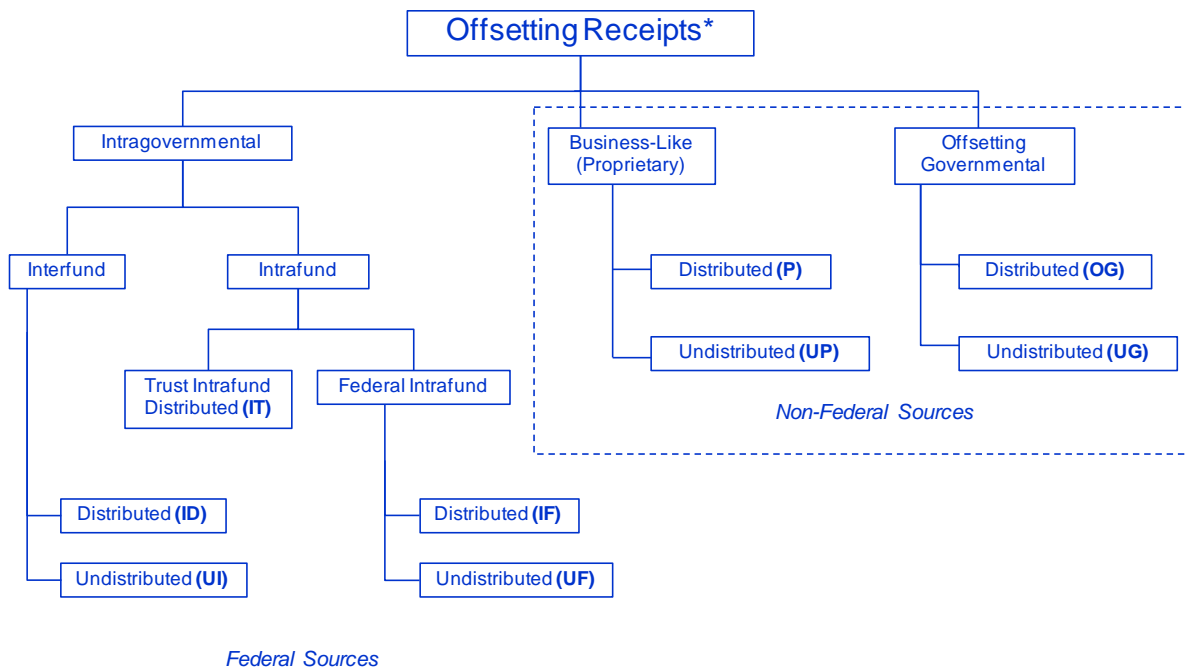 Offsetting Receipts*
Intragovernmental
Business-Like
(Proprietary)
Offsetting
Governmental
Interfund
Intrafund
Distributed (P)
Distributed (OG)
Undistributed (UP)
Undistributed (UG)
Trust Intrafund
Distributed (IT)
Federal Intrafund
Non-Federal Sources
Distributed (ID)
Distributed (IF)
Undistributed (UI)
Undistributed (UF)
Federal Sources